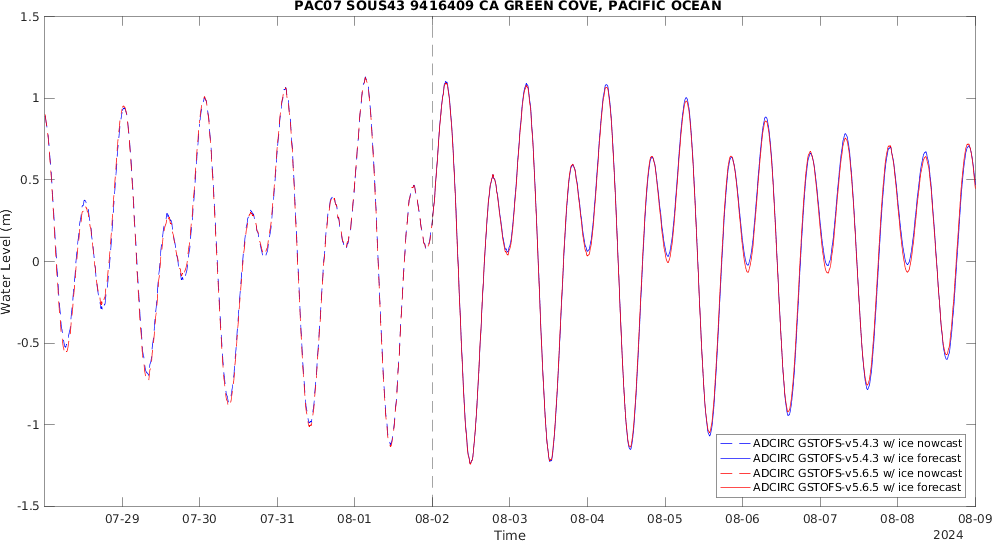 PAC07 SOUS43 9416409 CA GREEN COVE, PACIFIC OCEAN
1.5
1
0.5
0
-0.5
-1
-1.5
Water Level (m)
ADCIRC GSTOFS-v5.4.3 w/ ice nowcast
ADCIRC GSTOFS-v5.4.3 w/ ice forecast
ADCIRC GSTOFS-v5.6.5 w/ ice nowcast
ADCIRC GSTOFS-v5.6.5 w/ ice forecast
07-29 07-30 07-31 08-01 08-02 08-03 08-04 08-05 08-06 08-07 08-08 08-09
Time
2024